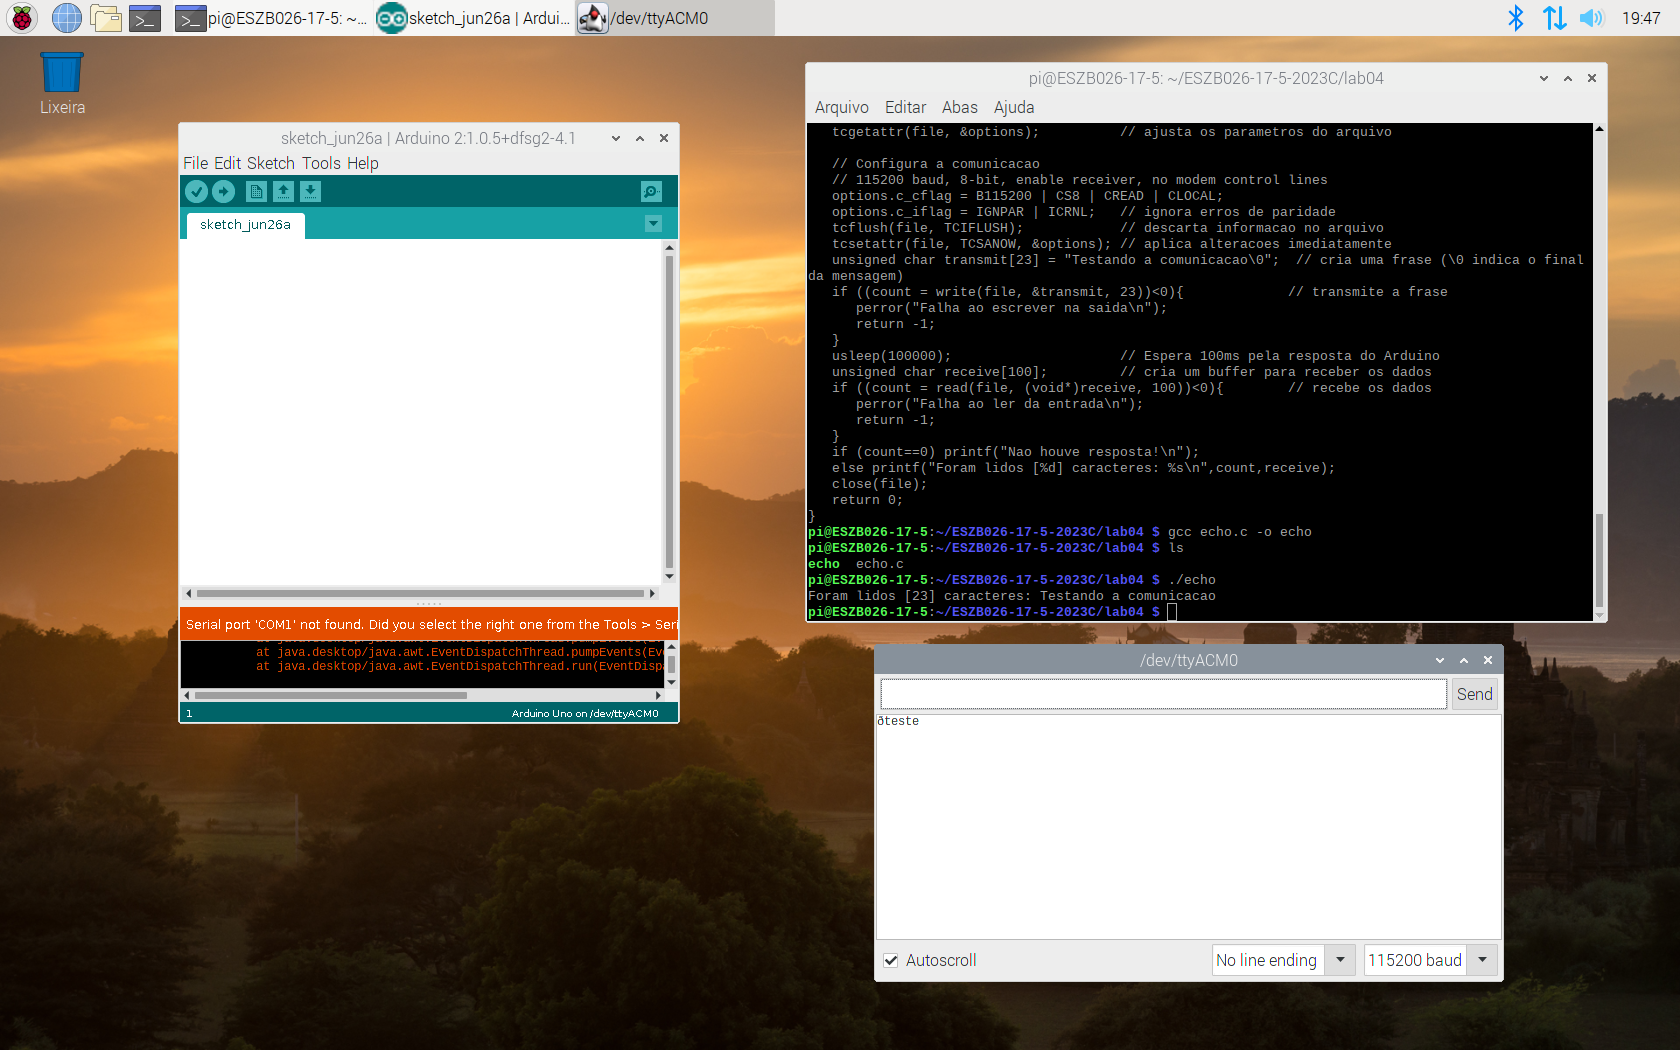 pi@ESZB026-17-5: ~...
sketch_jun26a | Ardui...
/dev/ttyACM0
19:47
Lixeira
sketch_jun26a | Arduino 2:1.0.5+dfsg2-4.1
File Edit Sketch Tools Help
sketch_jun26a
Serial port 'COM1' not found. Did you select the right one from the Tools > Seri
at java.desktop/java.awt.EventDispatchThread.pumpEvents(Eve
at java.desktop/java.awt.EventDispatchThread.run(EventDispa
1
Arduino Uno on /dev/ttyACM0
pi@ESZB026-17-5: ~/ESZB026-17-5-2023C/lab04
Arquivo Editar Abas Ajuda
tcgetattr(file, &options); // ajusta os parametros do arquivo
// Configura a comunicacao
// 115200 baud, 8-bit, enable receiver, no modem control lines
options.c_cflag = B115200 | CS8 | CREAD | CLOCAL;
options.c_iflag = IGNPAR | ICRNL; // ignora erros de paridade
tcflush(file, TCIFLUSH); // descarta informacao no arquivo
tcsetattr(file, TCSANOW, &options); // aplica alteracoes imediatamente
unsigned char transmit[23] = "Testando a comunicacao\0"; // cria uma frase (\0 indica o final
da mensagem)
if ((count = write(file, &transmit, 23))<0){ // transmite a frase
perror("Falha ao escrever na saida\n");
return -1;
}
usleep(100000); // Espera 100ms pela resposta do Arduino
unsigned char receive[100]; // cria um buffer para receber os dados
if ((count = read(file, (void*)receive, 100))<0){ // recebe os dados
perror("Falha ao ler da entrada\n");
return -1;
}
if (count==0) printf("Nao houve resposta!\n");
else printf("Foram lidos [%d] caracteres: %s\n",count,receive);
close(file);
return 0;
}
pi@ESZB026-17-5:~/ESZB026-17-5-2023C/lab04 $ gcc echo.c -o echo
pi@ESZB026-17-5:~/ESZB026-17-5-2023C/lab04 $ ls
echo echo.c
pi@ESZB026-17-5:~/ESZB026-17-5-2023C/lab04 $ ./echo
Foram lidos [23] caracteres: Testando a comunicacao
pi@ESZB026-17-5:~/ESZB026-17-5-2023C/lab04 $
/dev/ttyACM0
Send
ðteste
Autoscroll
No line ending
115200 baud